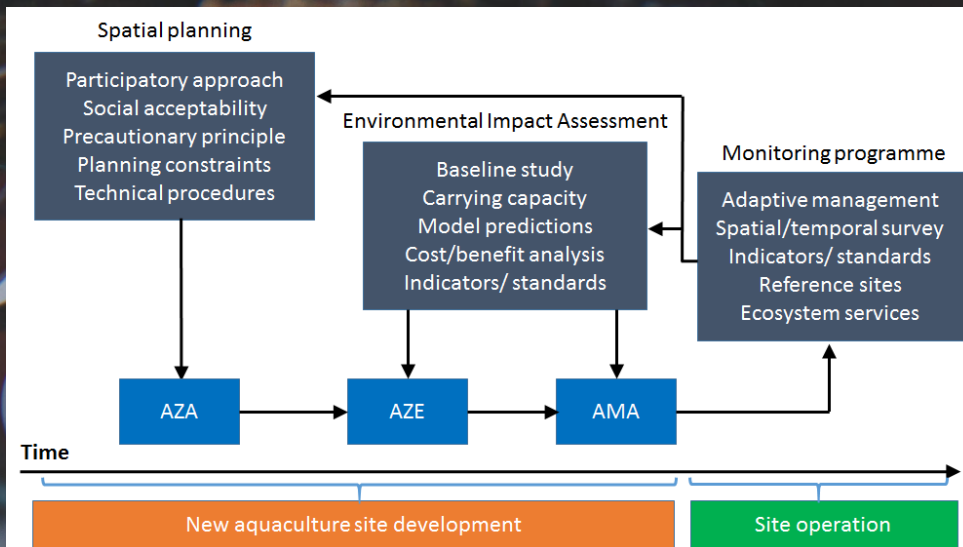 Spatial planning
Participatory approach
Social acceptability
Precautionary principle
Planning constraints
Technical procedures
Environmental Impact Assessment
Baseline study
Carrying capacity
Model predictions
Cost/benefit analysis
Indicators/ standards
Monitoring programme
Adaptive management
Spatial/temporal survey
Indicators/ standards
Reference sites
Ecosystem services
AZA
AZE
AMA
Time
New aquaculture site development
Site operation